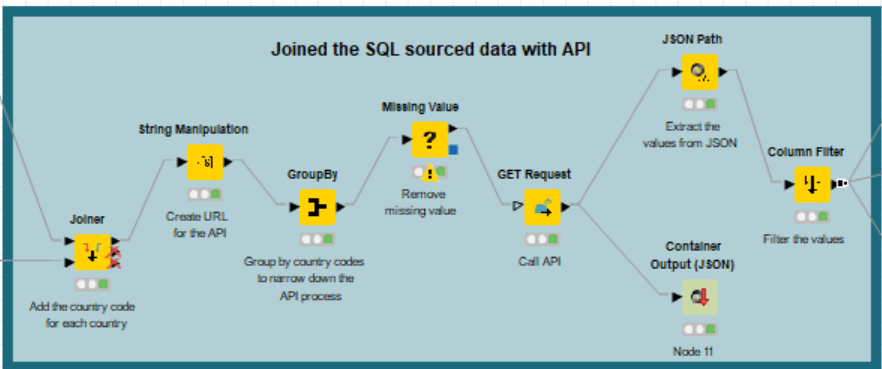 Joined the SQL sourced data with API
JSON Path
Extract the
values from JSON
Missing Value
?
Remove
missing value
String Manipulation
Create URL
for the API
Column Filter
Filter the values
GroupBy
Group by country codes
to narrow down the
API process
GET Request
Call API
Joiner
Add the country code
for each country
Container
Output (JSON)
Node 11